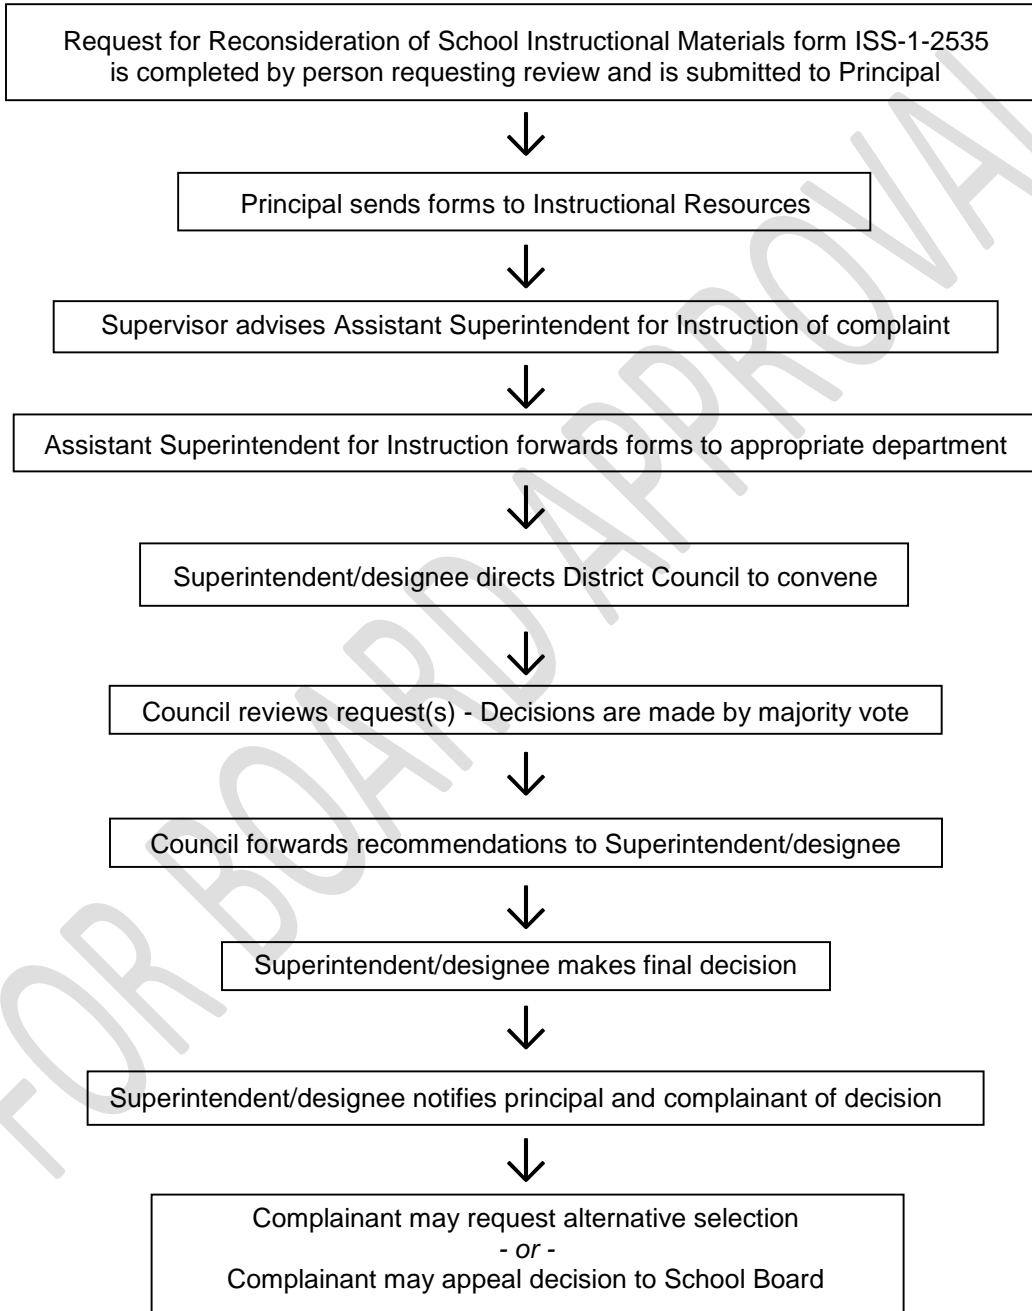 Request for Reconsideration of School Instructional Materials form ISS-1-2535
is completed by person requesting review and is submitted to Principal
Principal sends forms to Instructional Resources
Supervisor advises Assistant Superintendent for Instruction of complaint
Assistant Superintendent for Instruction forwards forms to appropriate department
Superintendent/designee directs District Council to convene
Council reviews request(s) - Decisions are made by majority vote
Council forwards recommendations to Superintendent/designee
Superintendent/designee makes final decision
Superintendent/designee notifies principal and complainant of decision
Complainant may request alternative selection
- or -
Complainant may appeal decision to School Board
FOR BOARD APPROVAL